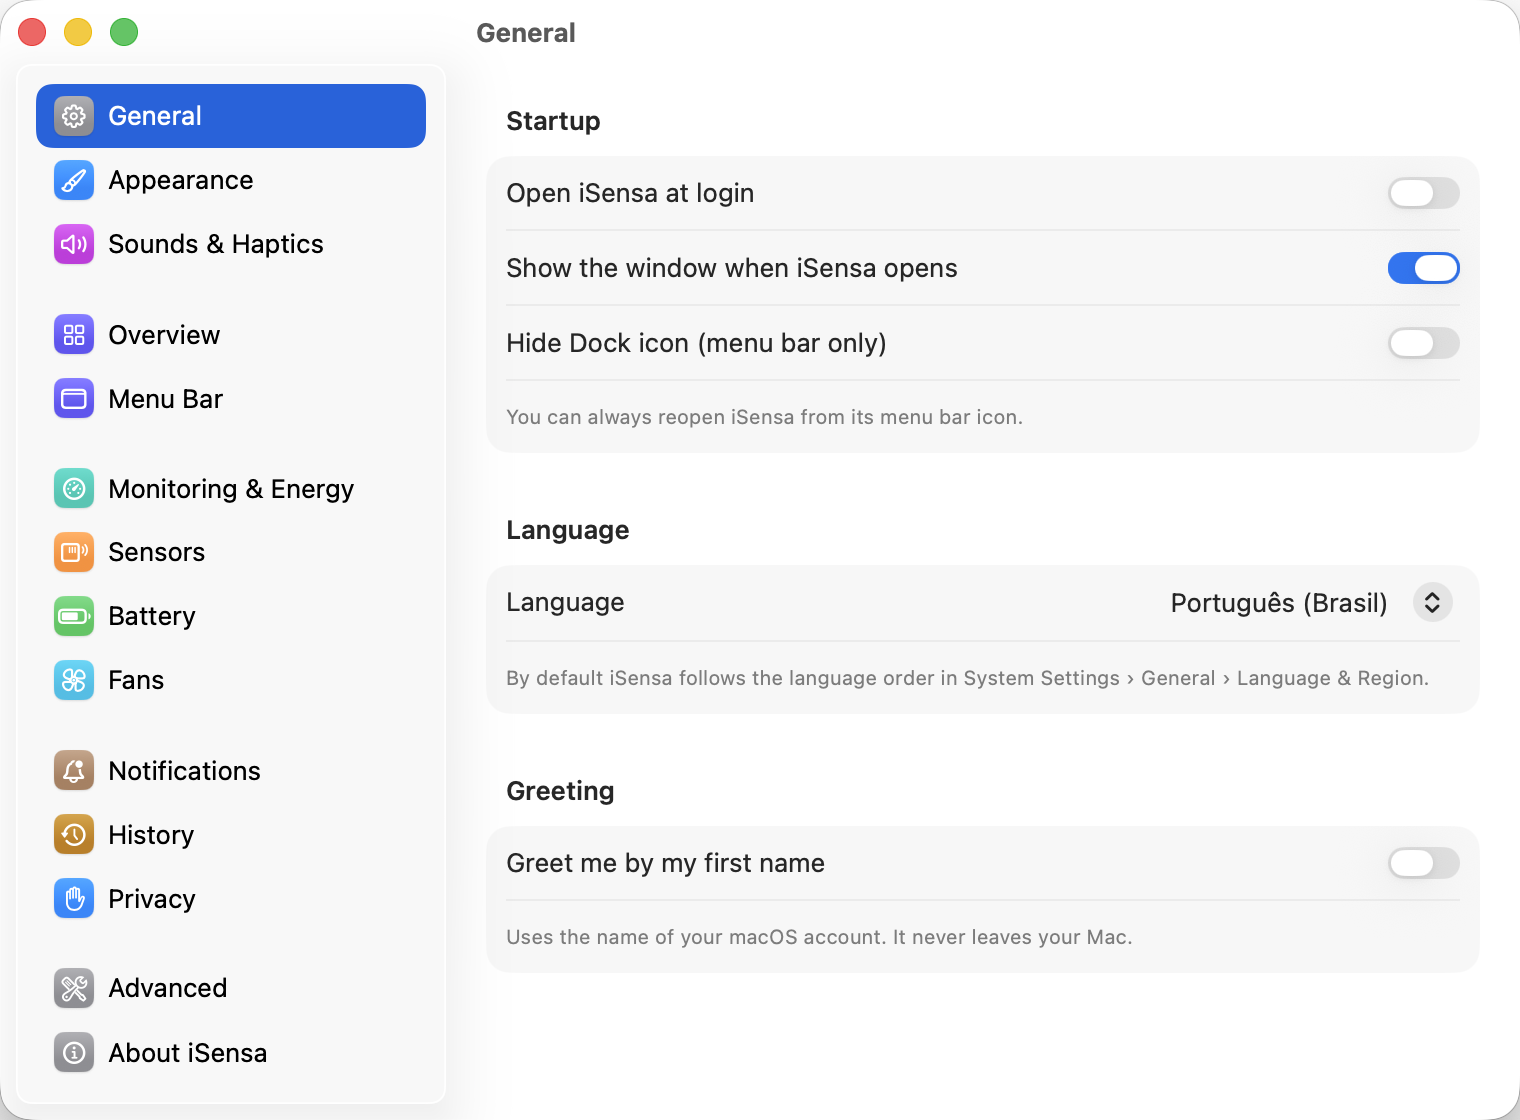 General
General
Appearance
Sounds & Haptics
Overview
Menu Bar
Monitoring & Energy
Sensors
Battery
Fans
Notifications
History
Privacy
Advanced
About iSensa
Startup
Open iSensa at login
Show the window when iSensa opens
Hide Dock icon (menu bar only)
You can always reopen iSensa from its menu bar icon.
Language
Language
Português (Brasil)
By default iSensa follows the language order in System Settings › General › Language & Region.
Greeting
Greet me by my first name
Uses the name of your macOS account. It never leaves your Mac.